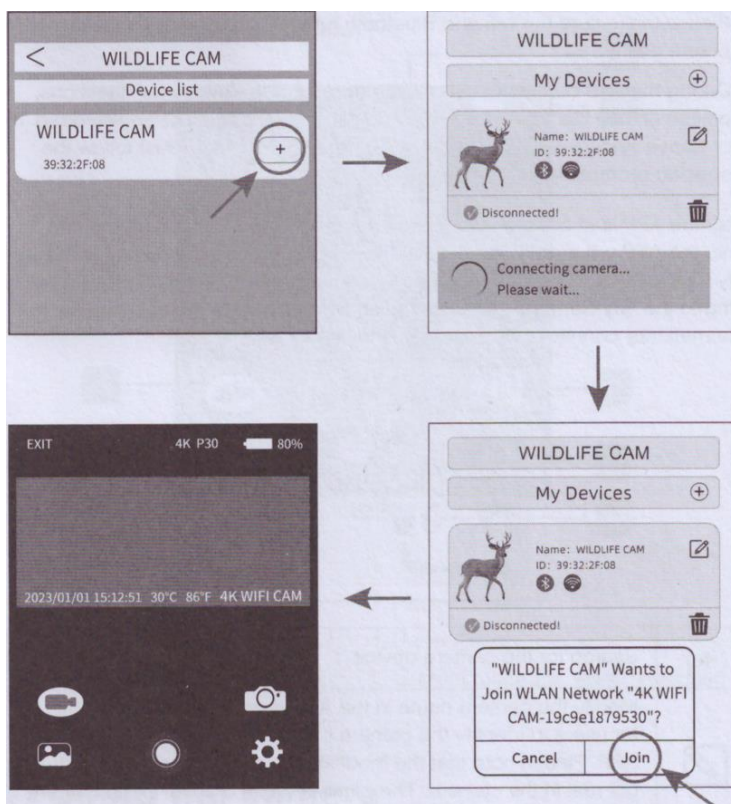 < WILDLIFE CAM
Device list
WILDLIFE CAM
+
39:32:2F:08
WILDLIFE CAM
My Devices
Name: WILDLIFE CAM
ID: 39:32:2F:08
Disconnected!
Connecting camera...
Please wait...
WILDLIFE CAM
My Devices
Name: WILDLIFE CAM
ID: 39:32:2F:08
Disconnected!
"WILDLIFE CAM" Wants to
Join WLAN Network "4K WIFI
CAM-19c9e1879530"?
Cancel Join
EXIT 4K P30 80%
2023/01/01 15:12:51 30°C 86°F 4K WIFI CAM